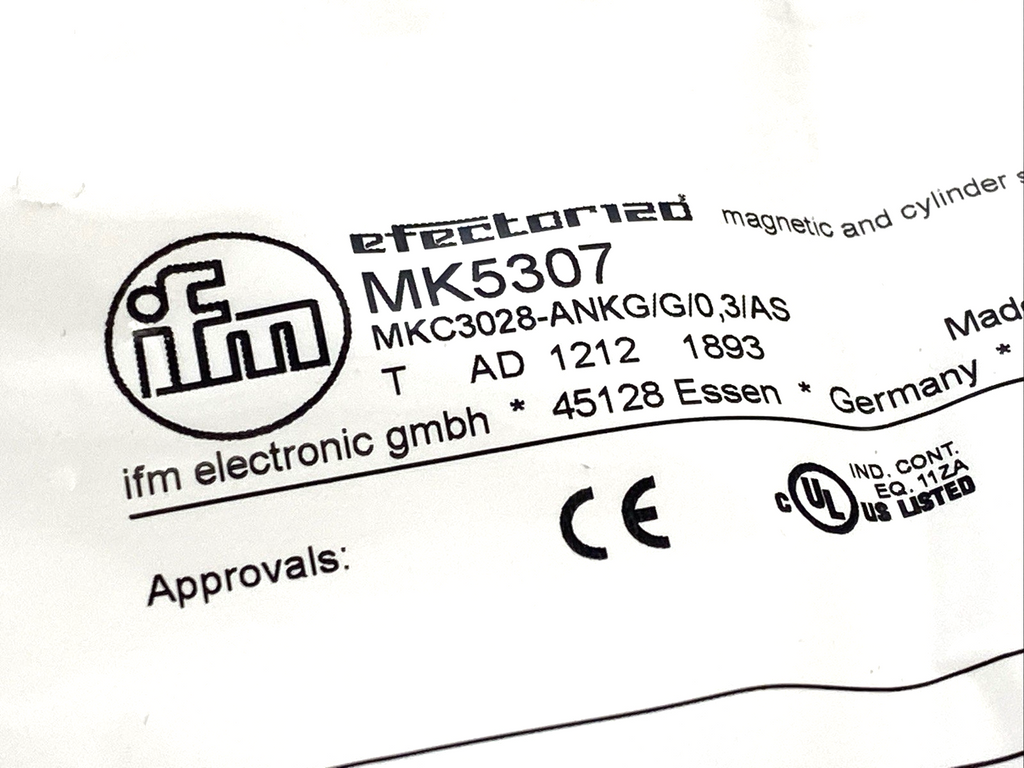 ifm
efector120 magnetic and cylinder
MK5307
MKC3028-ANKG/G/0,3/AS
T AD 1212 1893
ifm electronic gmbh * 45128 Essen * Germany *
Approvals:
CE
c UL US LISTED
IND. CONT.
EQ. 11ZA